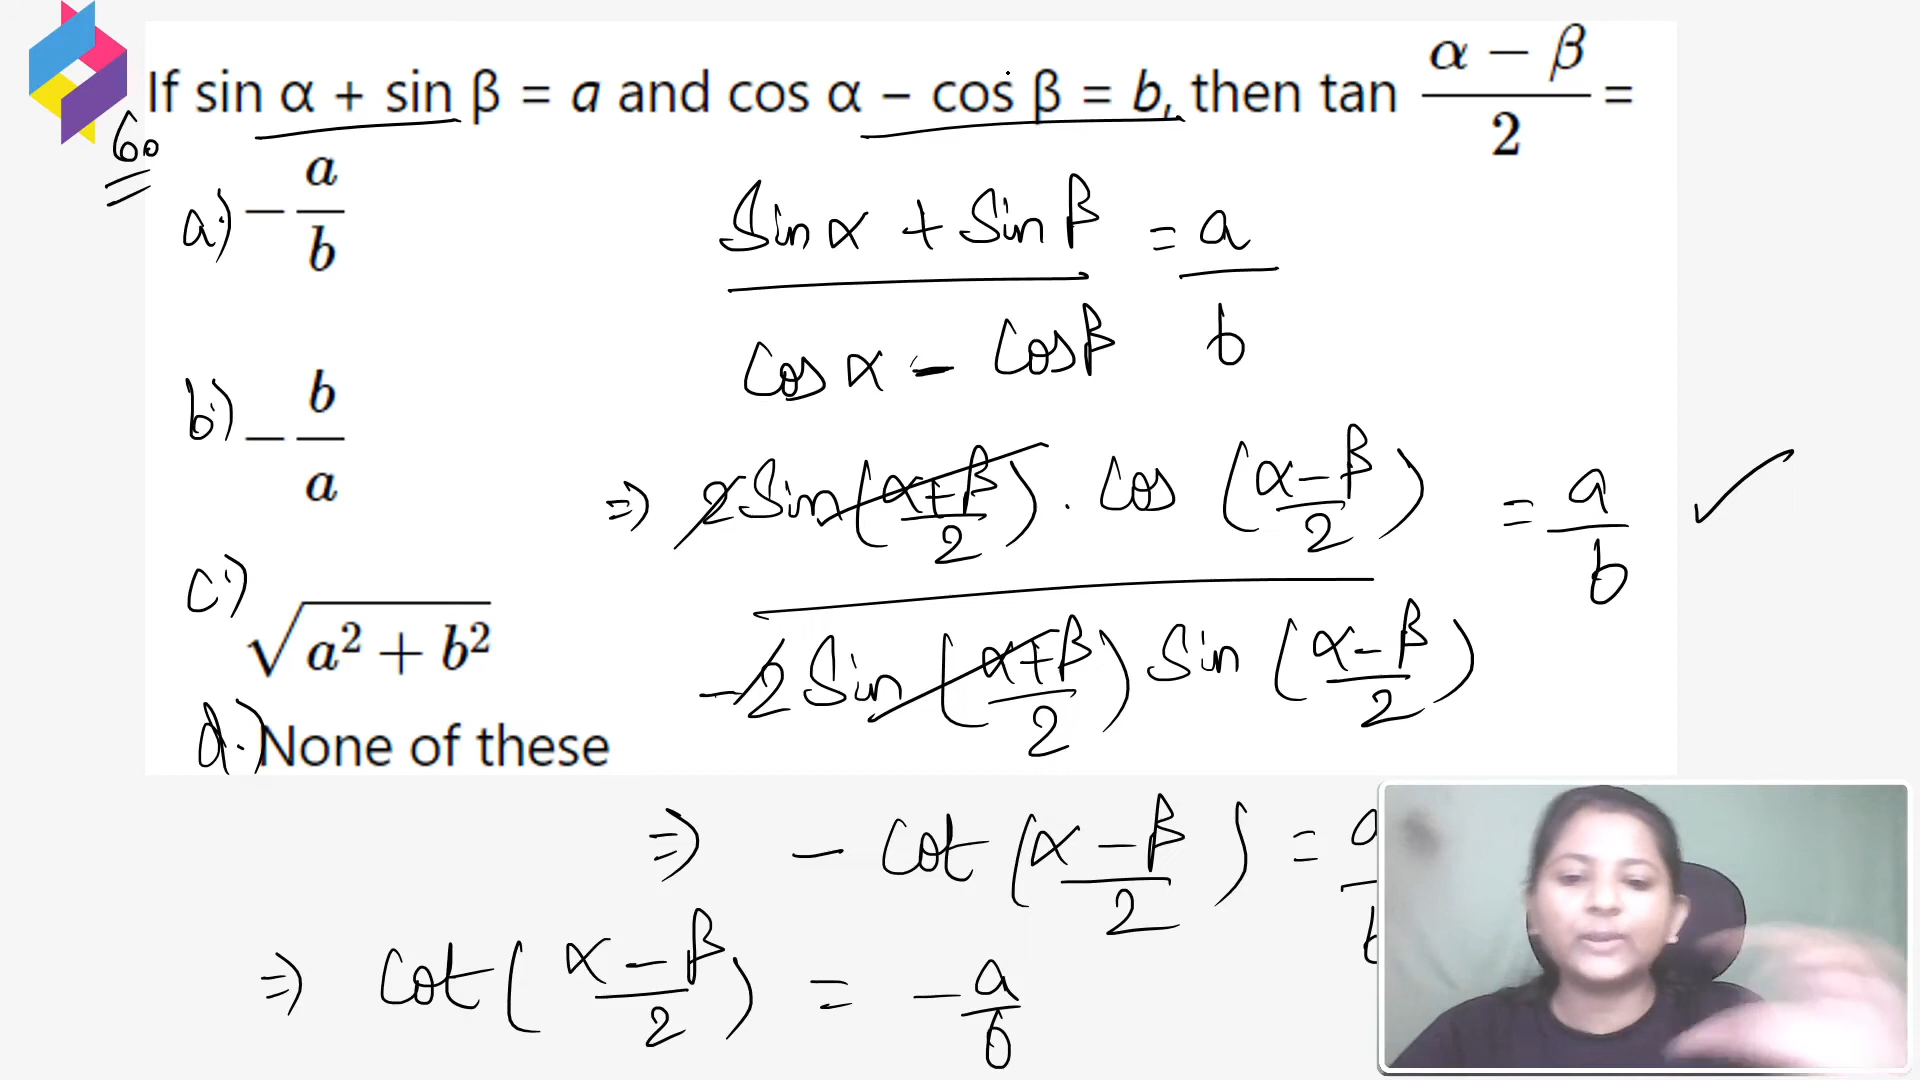 If sin α + sin β = a and cos α − cos β = b, then tan (α − β)/2 =
60
a) −a/b
b) −b/a
c) √(a² + b²)
d.) None of these
(Sin α + Sin β)/(Cos α − Cos β) = a/b
⇒ (2 Sin((α+β)/2) . Cos((α−β)/2))/(−2 Sin((α+β)/2) Sin((α−β)/2)) = a/b ✓
⇒ − Cot((α−β)/2) =
⇒ Cot((α−β)/2) = −a/b